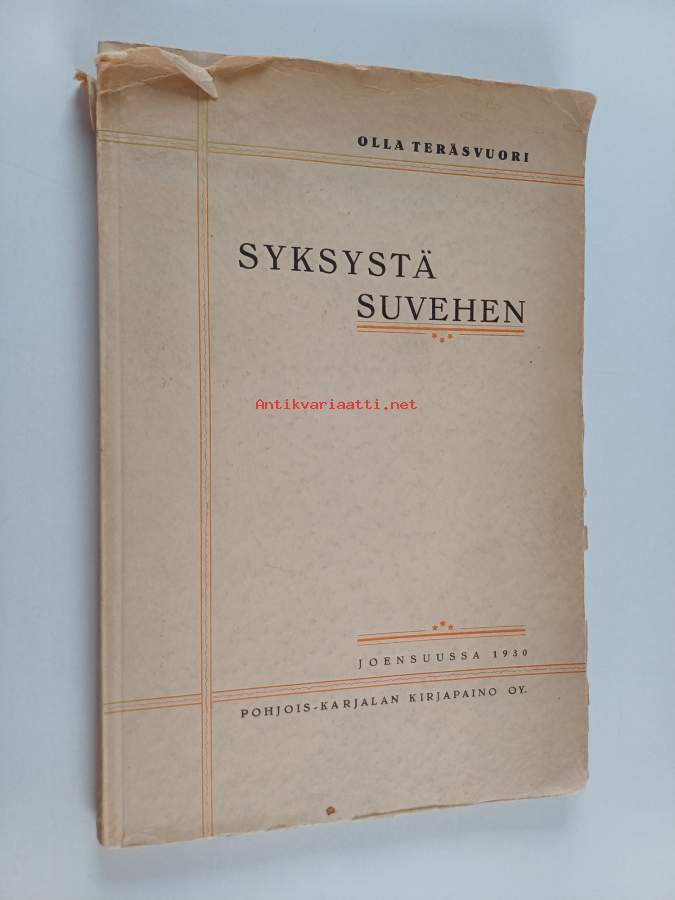 OLLA TERÄSVUORI
SYKSYSTÄ
SUVEHEN
Antikvariaatti.net
JOENSUUSSA 1930
POHJOIS-KARJALAN KIRJAPAINO OY.